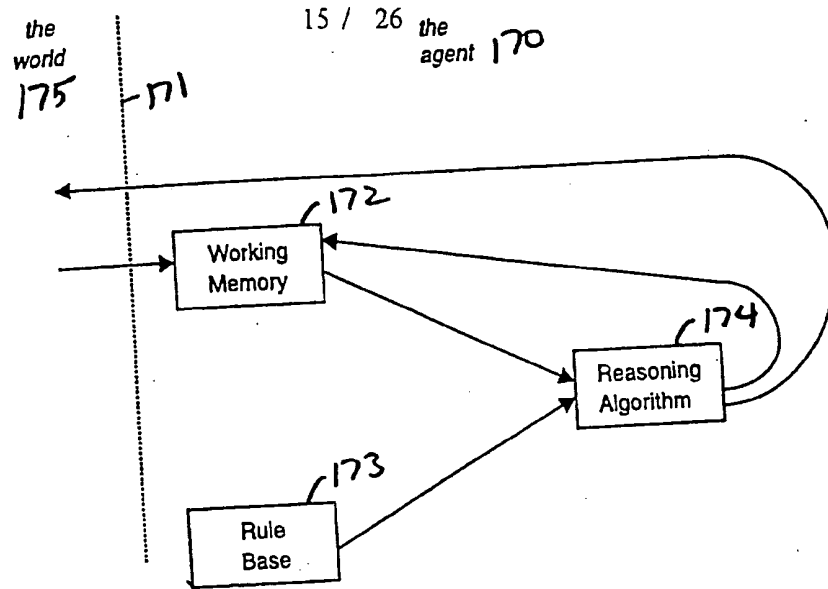 15 / 26
the
world
175
171
the
agent 170
172
Working
Memory
174
Reasoning
Algorithm
173
Rule
Base